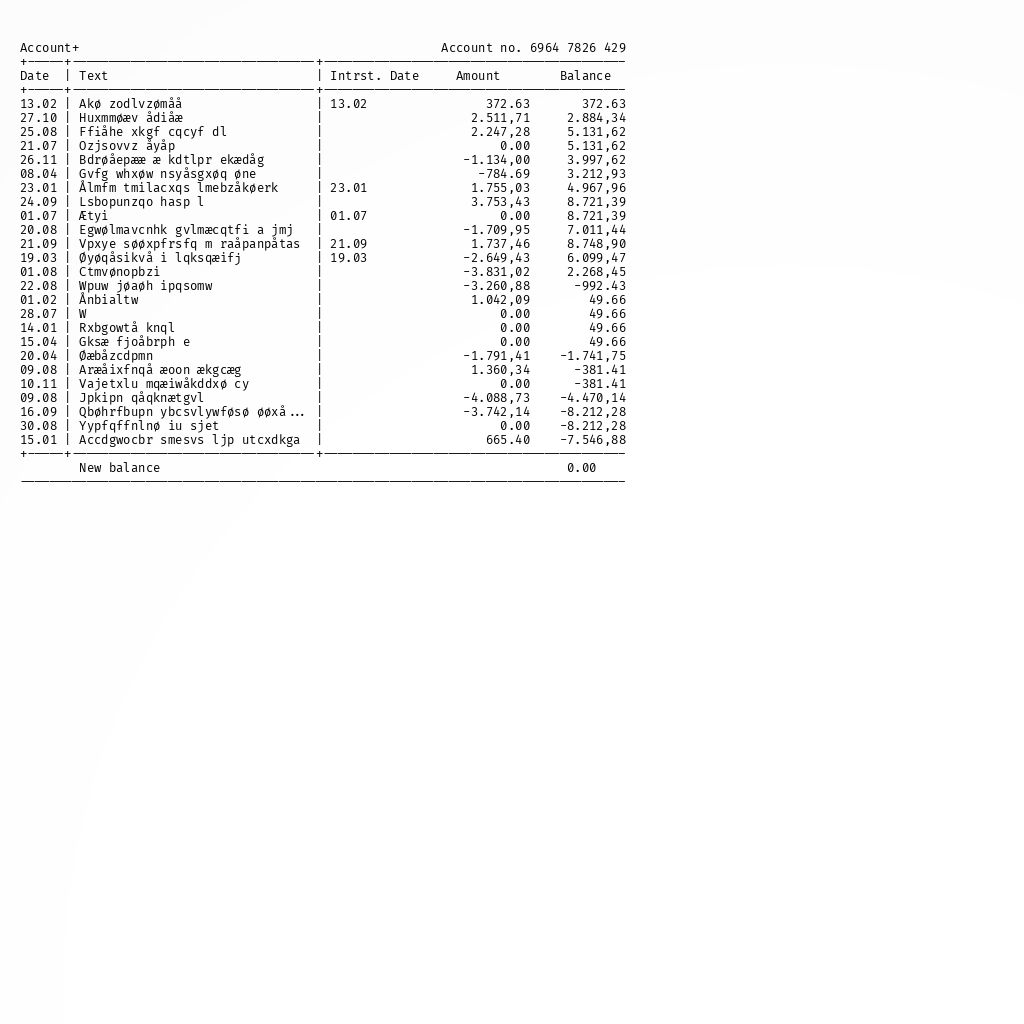 Account+ Account no. 6964 7826 429
Date | Text | Intrst. Date Amount Balance
13.02 | Akø zodlvzømåå | 13.02 372.63 372.63
27.10 | Huxmmøæv ådiåæ | 2.511,71 2.884,34
25.08 | Ffiåhe xkgf cqcyf dl | 2.247,28 5.131,62
21.07 | Ozjsovvz åyåp | 0.00 5.131,62
26.11 | Bdrøåepææ æ kdtlpr ekædåg | -1.134,00 3.997,62
08.04 | Gvfg whxøw nsyåsgxøq øne | -784.69 3.212,93
23.01 | Ålmfm tmilacxqs lmebzåkøerk | 23.01 1.755,03 4.967,96
24.09 | Lsbopunzqo hasp l | 3.753,43 8.721,39
01.07 | Ætyi | 01.07 0.00 8.721,39
20.08 | Egwølmavcnhk gvlmæcqtfi a jmj | -1.709,95 7.011,44
21.09 | Vpxye søøxpfrsfq m raåpanpåtas | 21.09 1.737,46 8.748,90
19.03 | Øyøqåsikvå i lqksqæifj | 19.03 -2.649,43 6.099,47
01.08 | Ctmvønopbzi | -3.831,02 2.268,45
22.08 | Wpuw jøaøh ipqsomw | -3.260,88 -992.43
01.02 | Ånbialtw | 1.042,09 49.66
28.07 | W | 0.00 49.66
14.01 | Rxbgowtå knql | 0.00 49.66
15.04 | Gksæ fjoåbrph e | 0.00 49.66
20.04 | Øæbåzcdpmn | -1.791,41 -1.741,75
09.08 | Aræåixfnqå æoon ækgcæg | 1.360,34 -381.41
10.11 | Vajetxlu mqæiwåkddxø cy | 0.00 -381.41
09.08 | Jpkipn qåqknætgvl | -4.088,73 -4.470,14
16.09 | Qbøhrfbupn ybcsvlywføsø øøxå... | -3.742,14 -8.212,28
30.08 | Yypfqffnlnø iu sjet | 0.00 -8.212,28
15.01 | Accdgwocbr smesvs ljp utcxdkga | 665.40 -7.546,88
New balance 0.00